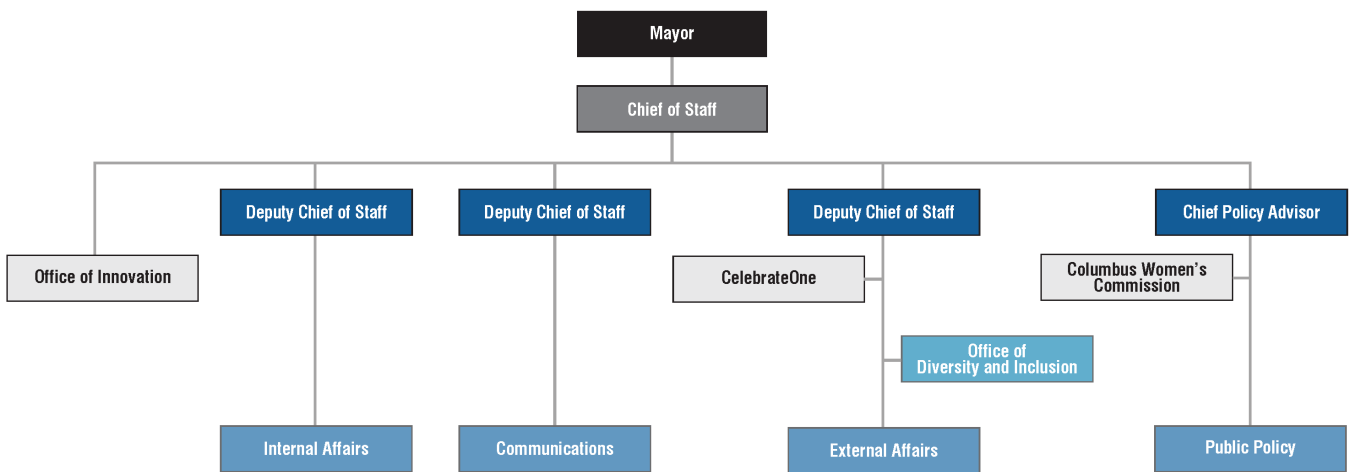 Mayor
Chief of Staff
Deputy Chief of Staff
Deputy Chief of Staff
Deputy Chief of Staff
Chief Policy Advisor
Office of Innovation
CelebrateOne
Columbus Women’s
Commission
Office of
Diversity and Inclusion
Internal Affairs
Communications
External Affairs
Public Policy